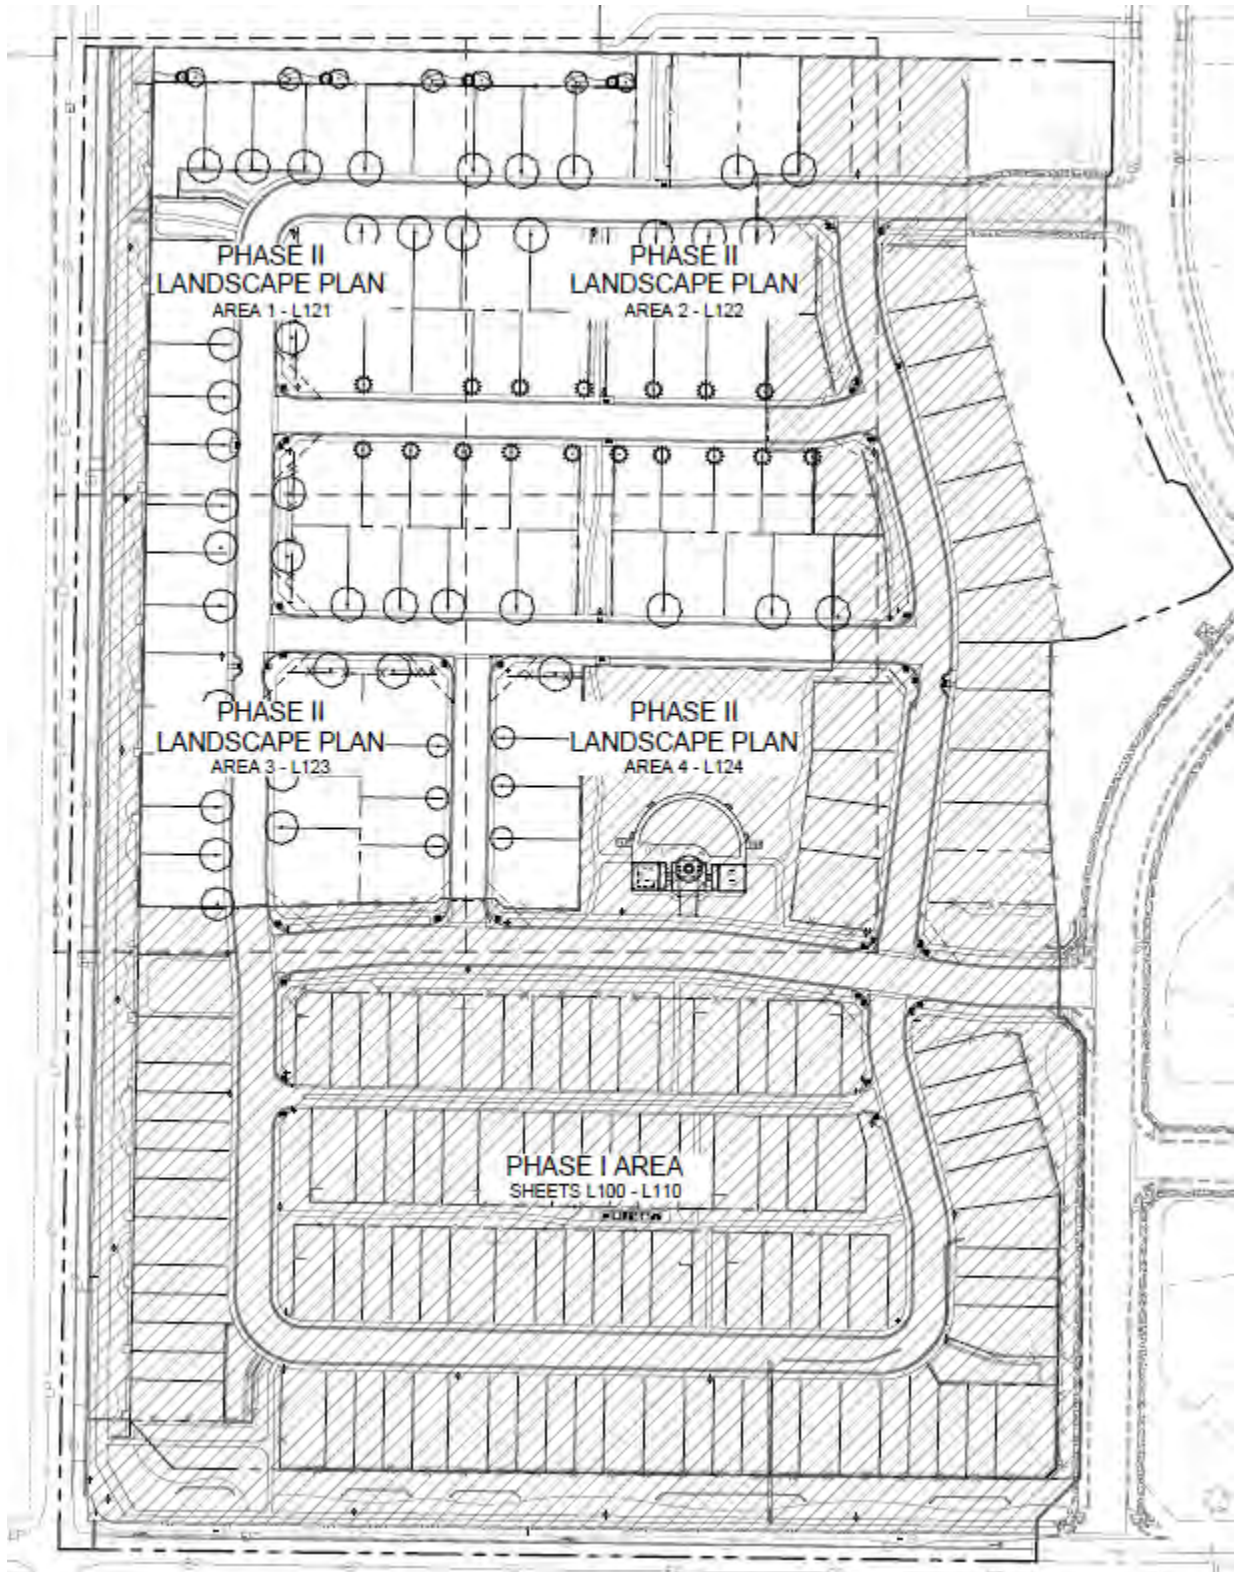 PHASE II
LANDSCAPE PLAN
AREA 1 - L121
PHASE II
LANDSCAPE PLAN
AREA 2 - L122
PHASE II
LANDSCAPE PLAN
AREA 3 - L123
PHASE II
LANDSCAPE PLAN
AREA 4 - L124
PHASE I AREA
SHEETS L100 - L110